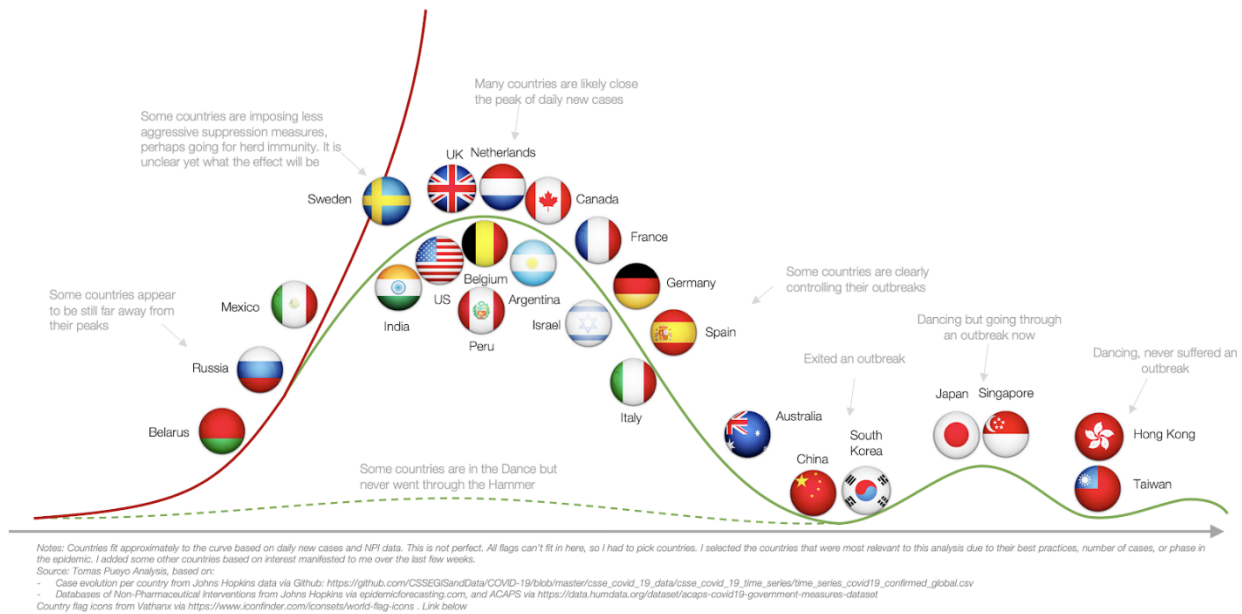 Many countries are likely close
the peak of daily new cases
Some countries are imposing less
aggressive suppression measures,
perhaps going for herd immunity. It is
unclear yet what the effect will be
UK
Netherlands
Sweden
Canada
France
Some countries appear
to be still far away from
their peaks
Mexico
India
US
Belgium
Peru
Argentina
Israel
Germany
Spain
Some countries are clearly
controlling their outbreaks
Russia
Italy
Dancing but going through
an outbreak now
Exited an outbreak
Dancing, never suffered an
outbreak
Belarus
Australia
China
South
Korea
Japan
Singapore
Hong Kong
Taiwan
Some countries are in the Dance but
never went through the Hammer
Notes: Countries fit approximately to the curve based on daily new cases and NPI data. This is not perfect. All flags can't fit in here, so I had to pick countries. I selected the countries that were most relevant to this analysis due to their best practices, number of cases, or phase in
the epidemic. I added some other countries based on interest manifested to me over the last few weeks.
Source: Tomas Pueyo Analysis, based on:
- Case evolution per country from Johns Hopkins data via Github: https://github.com/CSSEGISandData/COVID-19/blob/master/csse_covid_19_data/csse_covid_19_time_series/time_series_covid19_confirmed_global.csv
- Databases of Non-Pharmaceutical Interventions from Johns Hopkins via epidemicforecasting.com, and ACAPS via https://data.humdata.org/dataset/acaps-covid19-government-measures-dataset
Country flag icons from Vathanx via https://www.iconfinder.com/iconsets/world-flag-icons . Link below